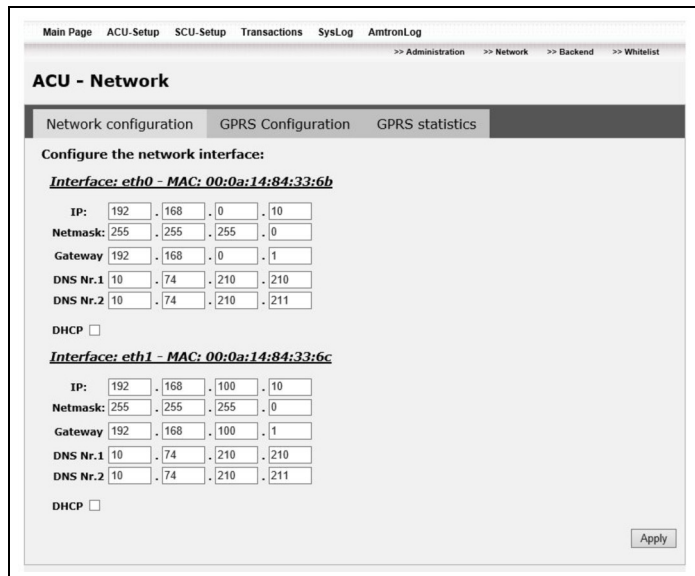 Main Page ACU-Setup SCU-Setup Transactions SysLog AmtronLog
>> Administration >> Network >> Backend >> Whitelist
ACU - Network
Network configuration GPRS Configuration GPRS statistics
Configure the network interface:
Interface: eth0 - MAC: 00:0a:14:84:33:6b
IP: 192 . 168 . 0 . 10
Netmask: 255 . 255 . 255 . 0
Gateway 192 . 168 . 0 . 1
DNS Nr.1 10 . 74 . 210 . 210
DNS Nr.2 10 . 74 . 210 . 211
DHCP
Interface: eth1 - MAC: 00:0a:14:84:33:6c
IP: 192 . 168 . 100 . 10
Netmask: 255 . 255 . 255 . 0
Gateway 192 . 168 . 100 . 1
DNS Nr.1 10 . 74 . 210 . 210
DNS Nr.2 10 . 74 . 210 . 211
DHCP
Apply